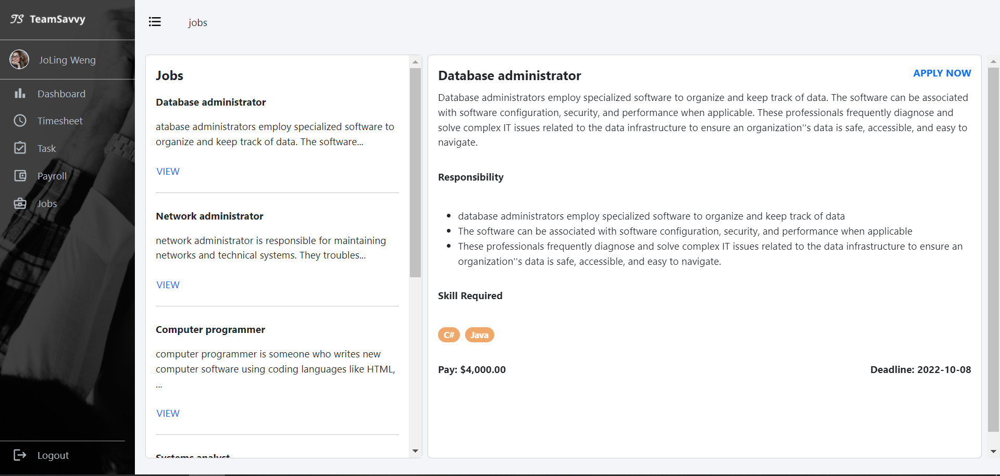 TS TeamSavvy
JoLing Weng
Dashboard
Timesheet
Task
Payroll
Jobs
Logout
jobs
Jobs
Database administrator
atabase administrators employ specialized software to
organize and keep track of data. The software...
VIEW
Network administrator
network administrator is responsible for maintaining
networks and technical systems. They troubles...
VIEW
Computer programmer
computer programmer is someone who writes new
computer software using coding languages like HTML,
...
VIEW
Systems analyst
Database administrator
APPLY NOW
Database administrators employ specialized software to organize and keep track of data. The software can be associated
with software configuration, security, and performance when applicable. These professionals frequently diagnose and
solve complex IT issues related to the data infrastructure to ensure an organization''s data is safe, accessible, and easy to
navigate.
Responsibility
database administrators employ specialized software to organize and keep track of data
The software can be associated with software configuration, security, and performance when applicable
These professionals frequently diagnose and solve complex IT issues related to the data infrastructure to ensure an
organization''s data is safe, accessible, and easy to navigate.
Skill Required
C# Java
Pay: $4,000.00
Deadline: 2022-10-08